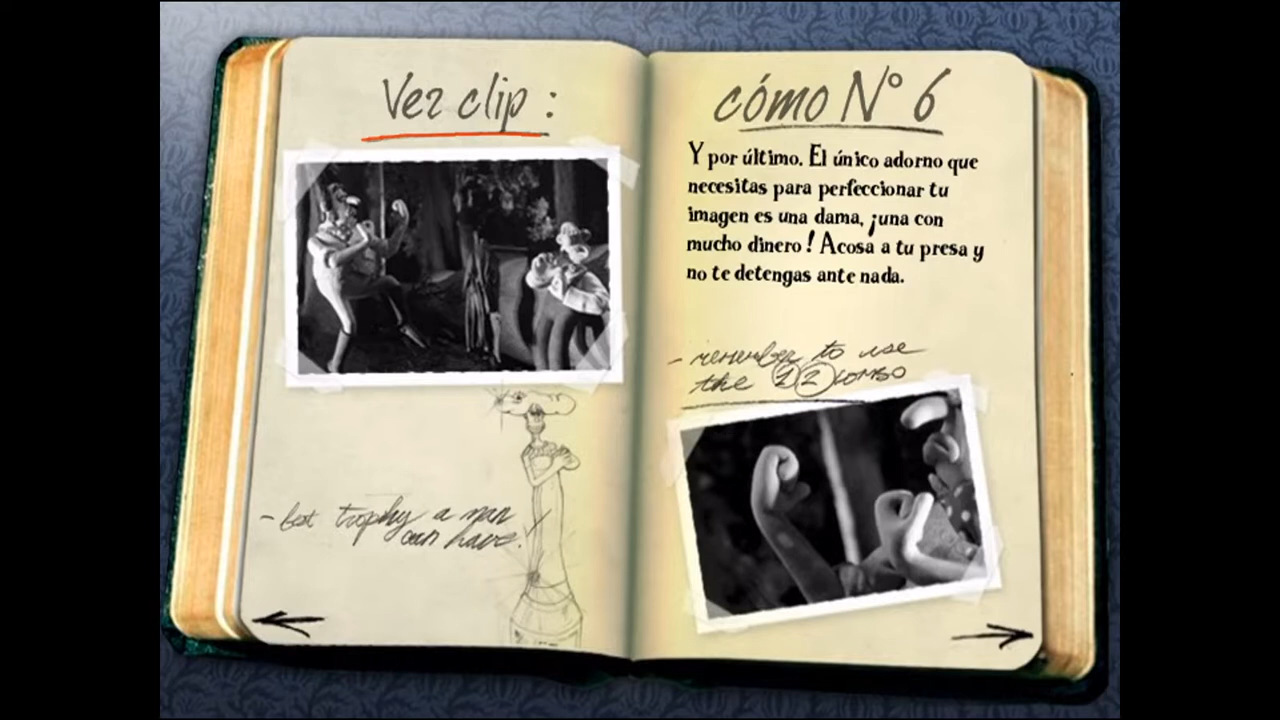 Ver clip :
- best trophy a man
can have!
cómo Nº 6
Y por último. El único adorno que
necesitas para perfeccionar tu
imagen es una dama, ¡una con
mucho dinero! Acosa a tu presa y
no te detengas ante nada.
- remember to use
the 1 2 combo